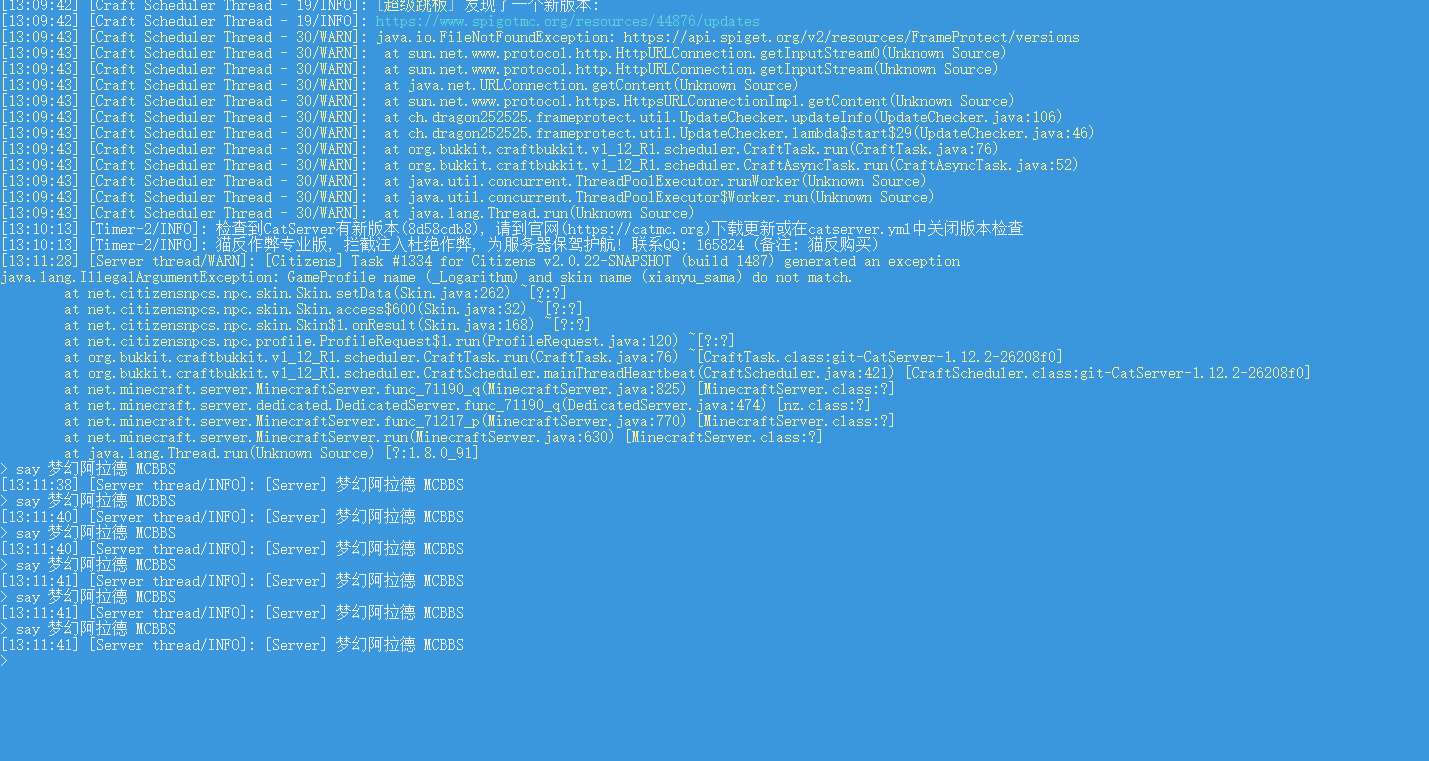 [13:09:42] [Craft Scheduler Thread - 19/INFO]: [超级跳板] 发现了一个新版本:
[13:09:42] [Craft Scheduler Thread - 19/INFO]: https://www.spigotmc.org/resources/44876/updates
[13:09:43] [Craft Scheduler Thread - 30/WARN]: java.io.FileNotFoundException: https://api.spiget.org/v2/resources/FrameProtect/versions
[13:09:43] [Craft Scheduler Thread - 30/WARN]:  at sun.net.www.protocol.http.HttpURLConnection.getInputStream0(Unknown Source)
[13:09:43] [Craft Scheduler Thread - 30/WARN]:  at sun.net.www.protocol.http.HttpURLConnection.getInputStream(Unknown Source)
[13:09:43] [Craft Scheduler Thread - 30/WARN]:  at java.net.URLConnection.getContent(Unknown Source)
[13:09:43] [Craft Scheduler Thread - 30/WARN]:  at sun.net.www.protocol.https.HttpsURLConnectionImpl.getContent(Unknown Source)
[13:09:43] [Craft Scheduler Thread - 30/WARN]:  at ch.dragon252525.frameprotect.util.UpdateChecker.updateInfo(UpdateChecker.java:106)
[13:09:43] [Craft Scheduler Thread - 30/WARN]:  at ch.dragon252525.frameprotect.util.UpdateChecker.lambda$start$29(UpdateChecker.java:46)
[13:09:43] [Craft Scheduler Thread - 30/WARN]:  at org.bukkit.craftbukkit.v1_12_R1.scheduler.CraftTask.run(CraftTask.java:76)
[13:09:43] [Craft Scheduler Thread - 30/WARN]:  at org.bukkit.craftbukkit.v1_12_R1.scheduler.CraftAsyncTask.run(CraftAsyncTask.java:52)
[13:09:43] [Craft Scheduler Thread - 30/WARN]:  at java.util.concurrent.ThreadPoolExecutor.runWorker(Unknown Source)
[13:09:43] [Craft Scheduler Thread - 30/WARN]:  at java.util.concurrent.ThreadPoolExecutor$Worker.run(Unknown Source)
[13:09:43] [Craft Scheduler Thread - 30/WARN]:  at java.lang.Thread.run(Unknown Source)
[13:10:13] [Timer-2/INFO]: 检查到CatServer有新版本(8d58cdb8), 请到官网(https://catmc.org)下载更新或在catserver.yml中关闭版本检查
[13:10:13] [Timer-2/INFO]: 猫反作弊专业版, 拦截注入杜绝作弊, 为服务器保驾护航! 联系QQ: 165824 (备注: 猫反购买)
[13:11:28] [Server thread/WARN]: [Citizens] Task #1334 for Citizens v2.0.22-SNAPSHOT (build 1487) generated an exception
java.lang.IllegalArgumentException: GameProfile name (_Logarithm) and skin name (xianyu_sama) do not match.
at net.citizensnpcs.npc.skin.Skin.setData(Skin.java:262) ~[?:?]
at net.citizensnpcs.npc.skin.Skin.access$600(Skin.java:32) ~[?:?]
at net.citizensnpcs.npc.skin.Skin$1.onResult(Skin.java:168) ~[?:?]
at net.citizensnpcs.npc.profile.ProfileRequest$1.run(ProfileRequest.java:120) ~[?:?]
at org.bukkit.craftbukkit.v1_12_R1.scheduler.CraftTask.run(CraftTask.java:76) ~[CraftTask.class:git-CatServer-1.12.2-26208f0]
at org.bukkit.craftbukkit.v1_12_R1.scheduler.CraftScheduler.mainThreadHeartbeat(CraftScheduler.java:421) [CraftScheduler.class:git-CatServer-1.12.2-26208f0]
at net.minecraft.server.MinecraftServer.func_71190_q(MinecraftServer.java:825) [MinecraftServer.class:?]
at net.minecraft.server.dedicated.DedicatedServer.func_71190_q(DedicatedServer.java:474) [nz.class:?]
at net.minecraft.server.MinecraftServer.func_71217_p(MinecraftServer.java:770) [MinecraftServer.class:?]
at net.minecraft.server.MinecraftServer.run(MinecraftServer.java:630) [MinecraftServer.class:?]
at java.lang.Thread.run(Unknown Source) [?:1.8.0_91]
> say 梦幻阿拉德 MCBBS
[13:11:38] [Server thread/INFO]: [Server] 梦幻阿拉德 MCBBS
> say 梦幻阿拉德 MCBBS
[13:11:40] [Server thread/INFO]: [Server] 梦幻阿拉德 MCBBS
> say 梦幻阿拉德 MCBBS
[13:11:40] [Server thread/INFO]: [Server] 梦幻阿拉德 MCBBS
> say 梦幻阿拉德 MCBBS
[13:11:41] [Server thread/INFO]: [Server] 梦幻阿拉德 MCBBS
> say 梦幻阿拉德 MCBBS
[13:11:41] [Server thread/INFO]: [Server] 梦幻阿拉德 MCBBS
> say 梦幻阿拉德 MCBBS
[13:11:41] [Server thread/INFO]: [Server] 梦幻阿拉德 MCBBS
>